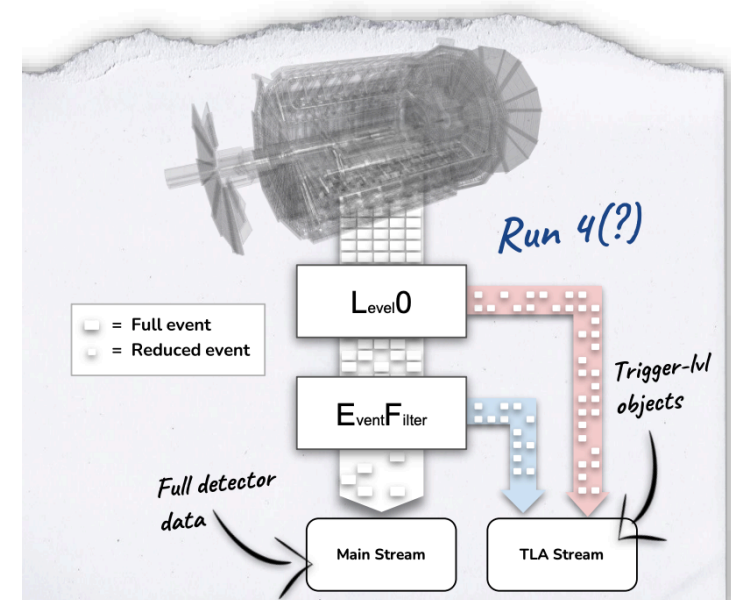 Run 4(?)
Level0
= Full event
= Reduced event
Trigger-lvl
objects
EventFilter
Full detector
data
Main Stream
TLA Stream